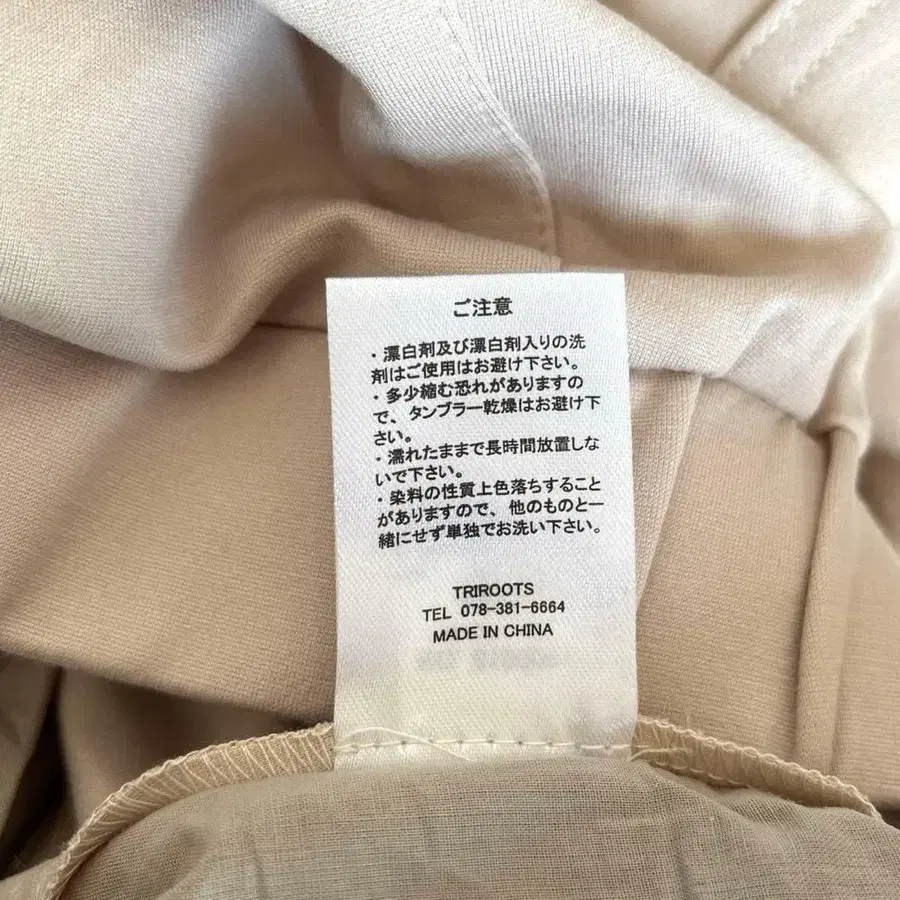 ご注意
・漂白剤及び漂白剤入りの洗
剤はご使用はお避け下さい。
・多少縮む恐れがありますの
で、タンブラー乾燥はお避け下
さい。
・濡れたままで長時間放置しな
いで下さい。
・染料の性質上色落ちすること
がありますので、他のものと一
緒にせず単独でお洗い下さい。
TRIROOTS
TEL 078-381-6664
MADE IN CHINA